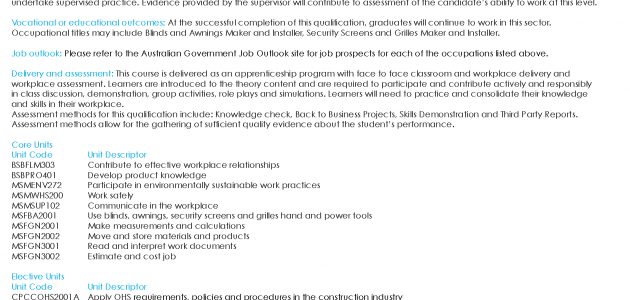 undertake supervised practice. Evidence provided by the supervisor will contribute to assessment of the candidate's ability to work at this level.
Vocational or educational outcomes: At the successful completion of this qualification, graduates will continue to work in this sector.
Occupational titles may include Blinds and Awnings Maker and Installer, Security Screens and Grilles Maker and Installer.
Job outlook: Please refer to the Australian Government Job Outlook site for job prospects for each of the occupations listed above.
Delivery and assessment: This course is delivered as an apprenticeship program with face to face classroom and workplace delivery and
workplace assessment. Learners are introduced to the theory content and are required to participate and contribute actively and responsibly
in class discussion, demonstration, group activities, role plays and simulations. Learners will need to practice and consolidate their knowledge
and skills in their workplace.
Assessment methods for this qualification include: Knowledge check, Back to Business Projects, Skills Demonstration and Third Party Reports.
Assessment methods allow for the gathering of sufficient quality evidence about the student's performance.
Core Units
Unit Code Unit Descriptor
BSBFLM303 Contribute to effective workplace relationships
BSBPRO401 Develop product knowledge
MSMENV272 Participate in environmentally sustainable work practices
MSMWHS200 Work safely
MSMSUP102 Communicate in the workplace
MSFBA2001 Use blinds, awnings, security screens and grilles hand and power tools
MSFGN2001 Make measurements and calculations
MSFGN2002 Move and store materials and products
MSFGN3001 Read and interpret work documents
MSFGN3002 Estimate and cost job
Elective Units
Unit Code Unit Descriptor
CPCCOHS2001A Apply OHS requirements, policies and procedures in the construction industry